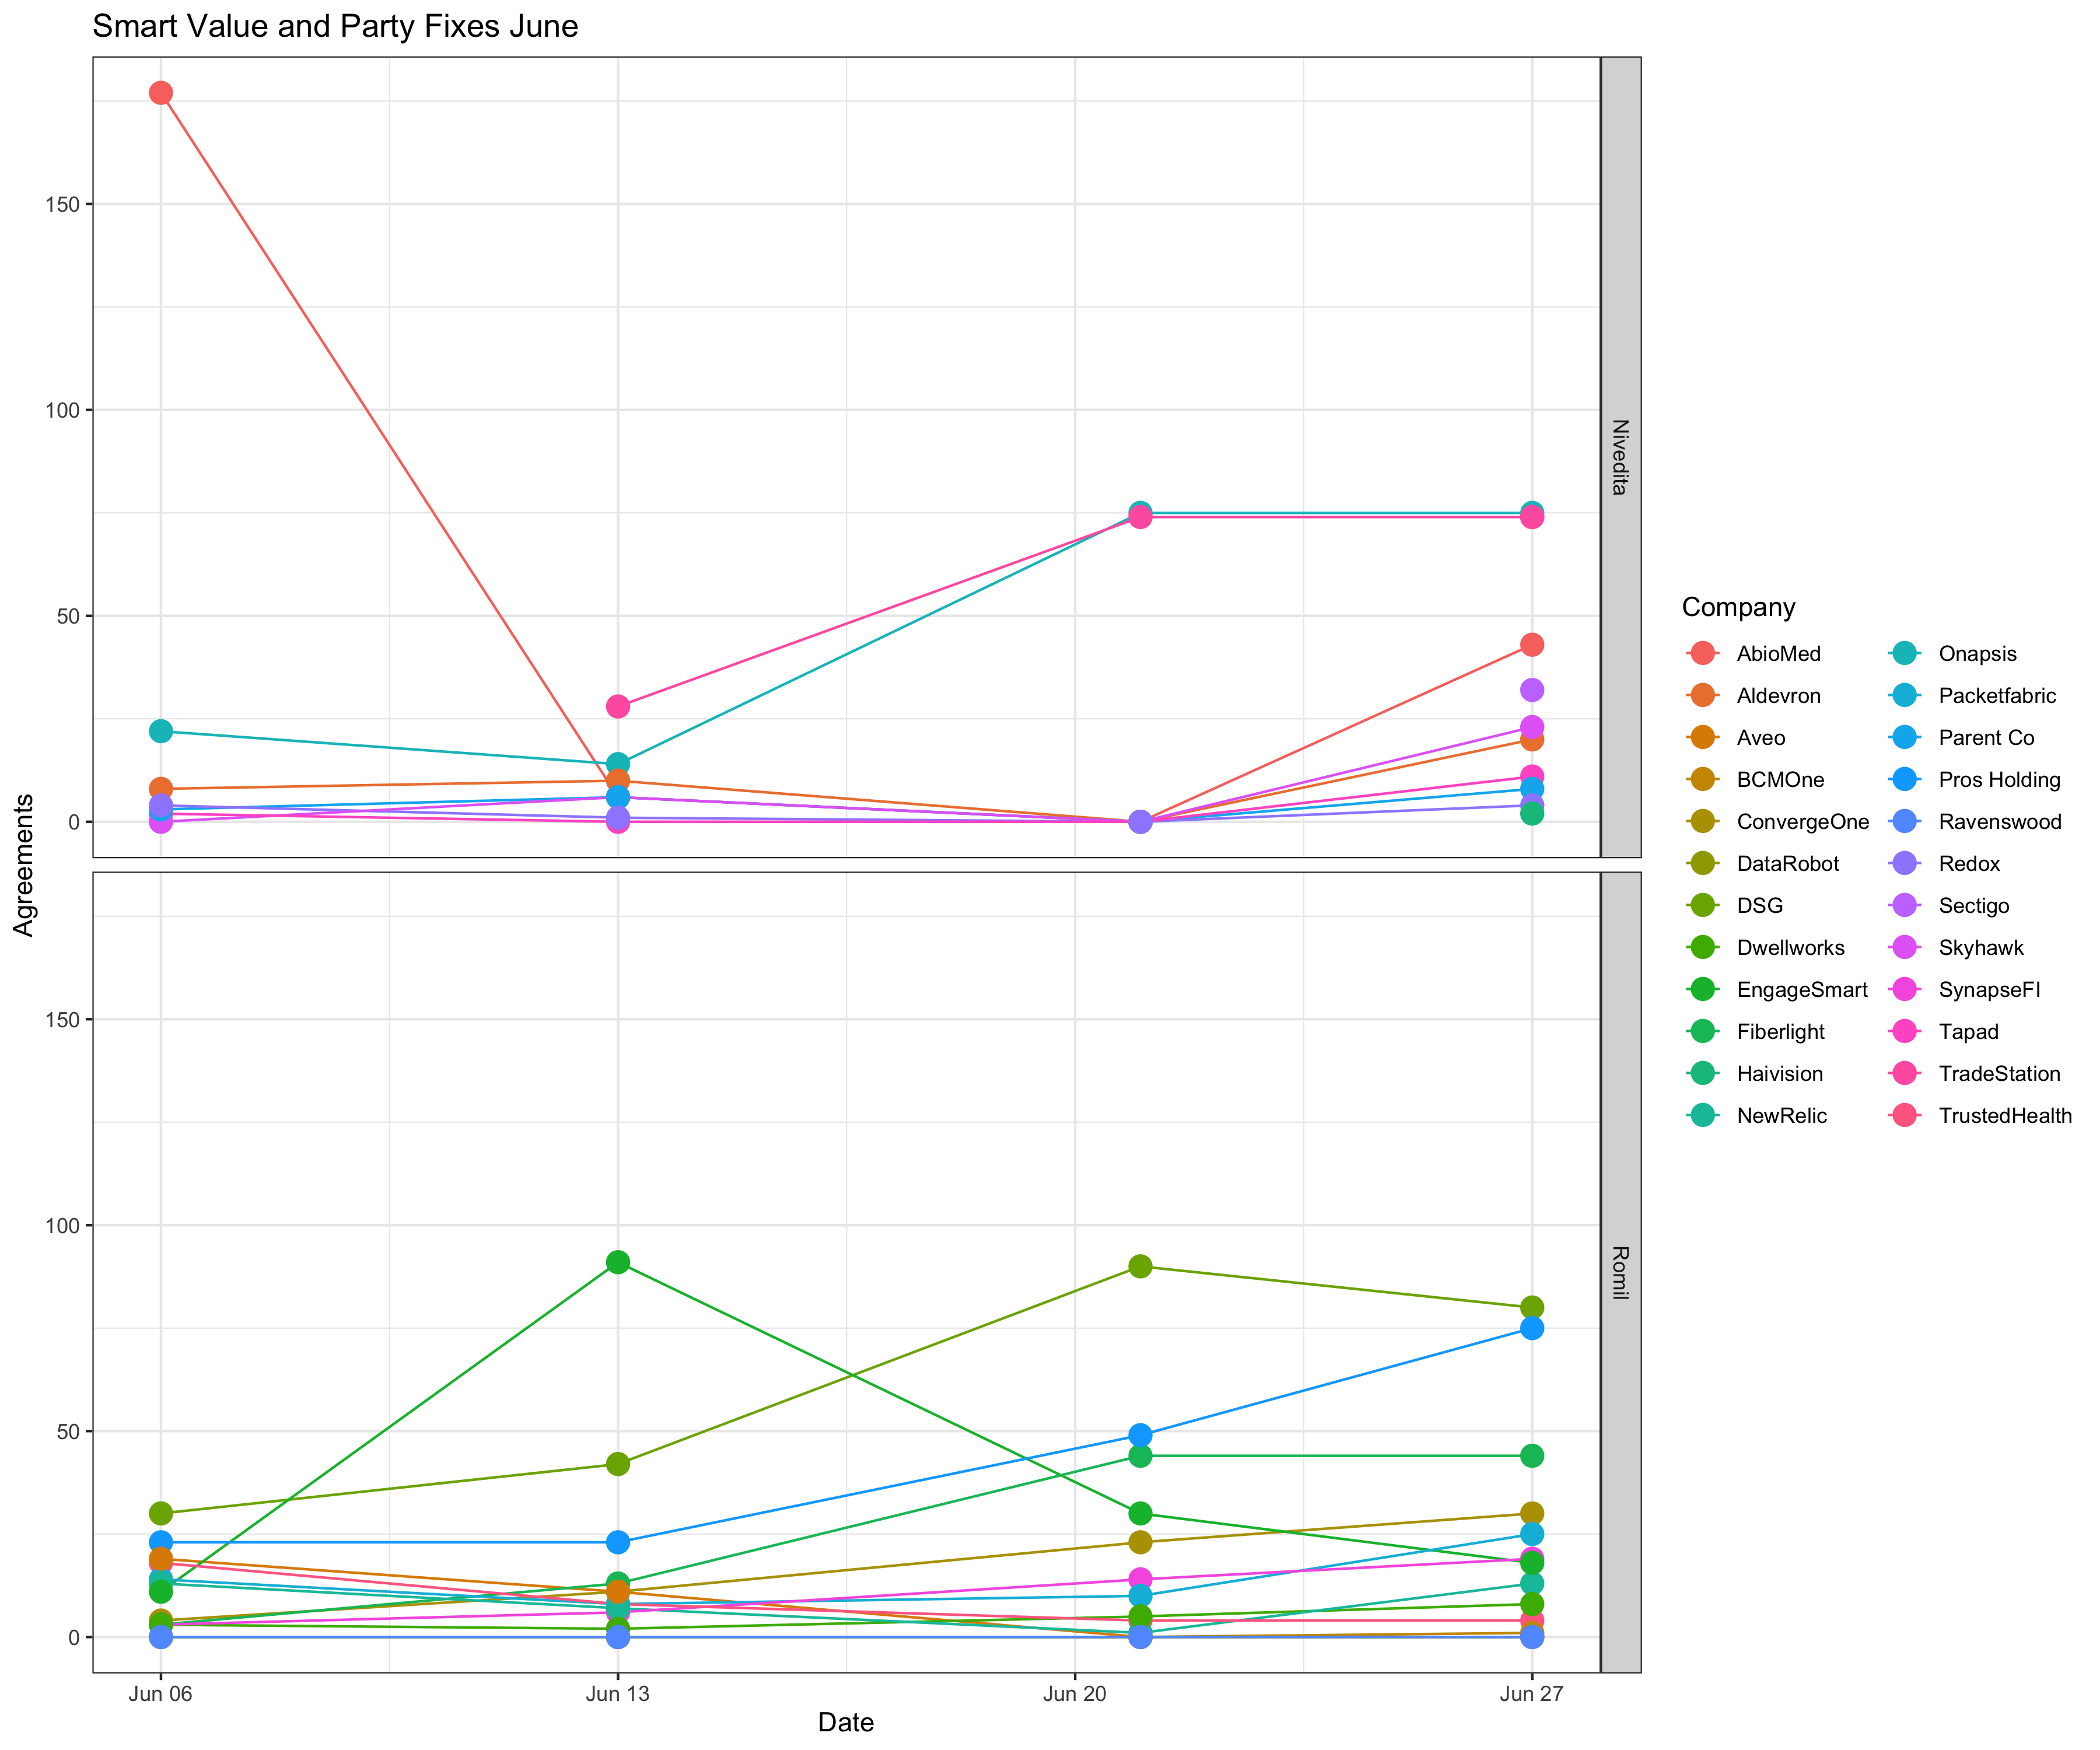 Smart Value and Party Fixes June
Agreements
150
100
50
0
Nivedita
150
100
50
0
Romil
Jun 06
Jun 13
Jun 20
Jun 27
Date
Company
AbioMed
Aldevron
Aveo
BCMOne
ConvergeOne
DataRobot
DSG
Dwellworks
EngageSmart
Fiberlight
Haivision
NewRelic
Onapsis
Packetfabric
Parent Co
Pros Holding
Ravenswood
Redox
Sectigo
Skyhawk
SynapseFI
Tapad
TradeStation
TrustedHealth